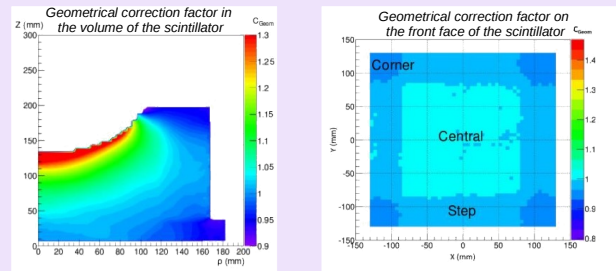 Geometrical correction factor in
the volume of the scintillator
Z (mm)
C Geom
300
250
200
150
100
50
0
0 20 40 60 80 100 120 140 160 180 200
ρ (mm)
1.3
1.25
1.2
1.15
1.1
1.05
1
0.95
0.9
Geometrical correction factor on
the front face of the scintillator
C Geom
150
100
50
0
-50
-100
-150
Y (mm)
Corner
Central
Step
-150 -100 -50 0 50 100 150
X (mm)
1.4
1.3
1.2
1.1
1
0.9
0.8